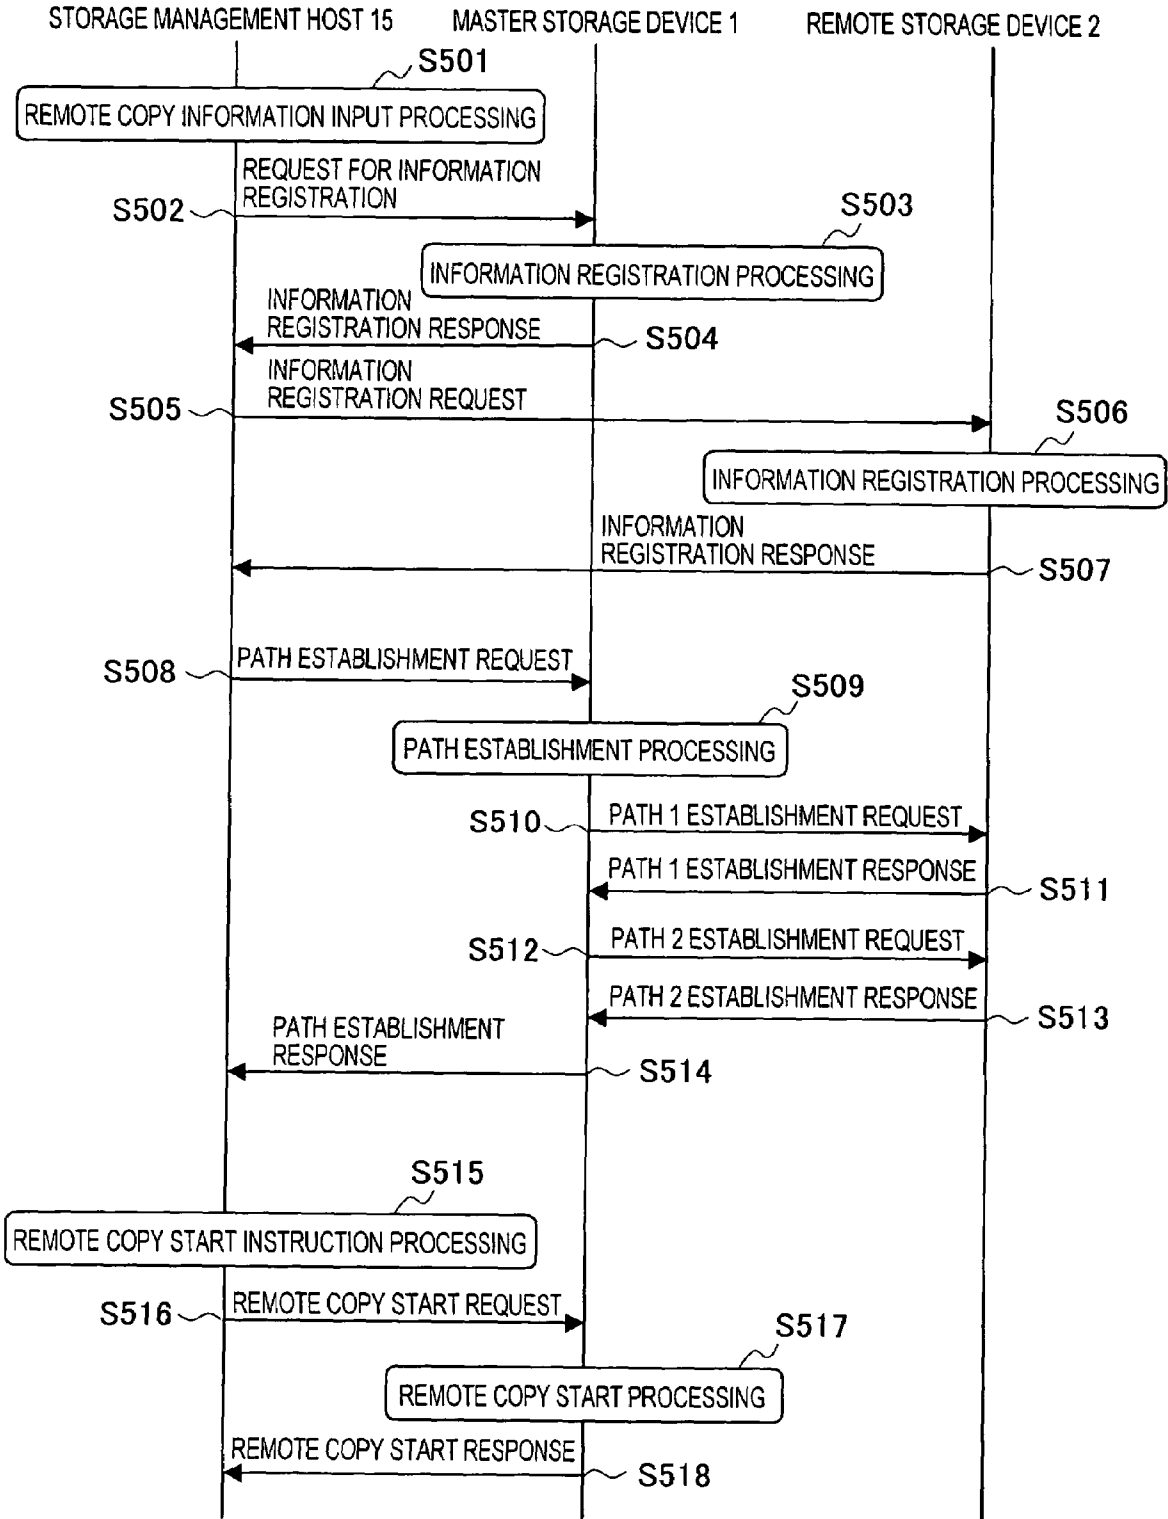 STORAGE MANAGEMENT HOST 15
MASTER STORAGE DEVICE 1
REMOTE STORAGE DEVICE 2
S501
REMOTE COPY INFORMATION INPUT PROCESSING
REQUEST FOR INFORMATION
REGISTRATION
S502
S503
INFORMATION REGISTRATION PROCESSING
INFORMATION
REGISTRATION RESPONSE
S504
INFORMATION
REGISTRATION REQUEST
S505
S506
INFORMATION REGISTRATION PROCESSING
INFORMATION
REGISTRATION RESPONSE
S507
S508
PATH ESTABLISHMENT REQUEST
S509
PATH ESTABLISHMENT PROCESSING
S510
PATH 1 ESTABLISHMENT REQUEST
PATH 1 ESTABLISHMENT RESPONSE
S511
S512
PATH 2 ESTABLISHMENT REQUEST
PATH 2 ESTABLISHMENT RESPONSE
S513
PATH ESTABLISHMENT
RESPONSE
S514
S515
REMOTE COPY START INSTRUCTION PROCESSING
S516
REMOTE COPY START REQUEST
S517
REMOTE COPY START PROCESSING
REMOTE COPY START RESPONSE
S518